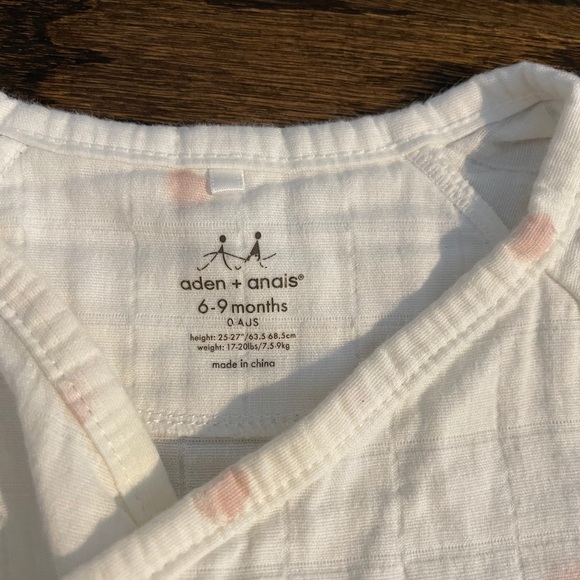 aden + anais®
6-9 months
0 AUS
height: 25-27"/63.5 68.5cm
weight: 17-20lbs/7.5-9kg
made in china